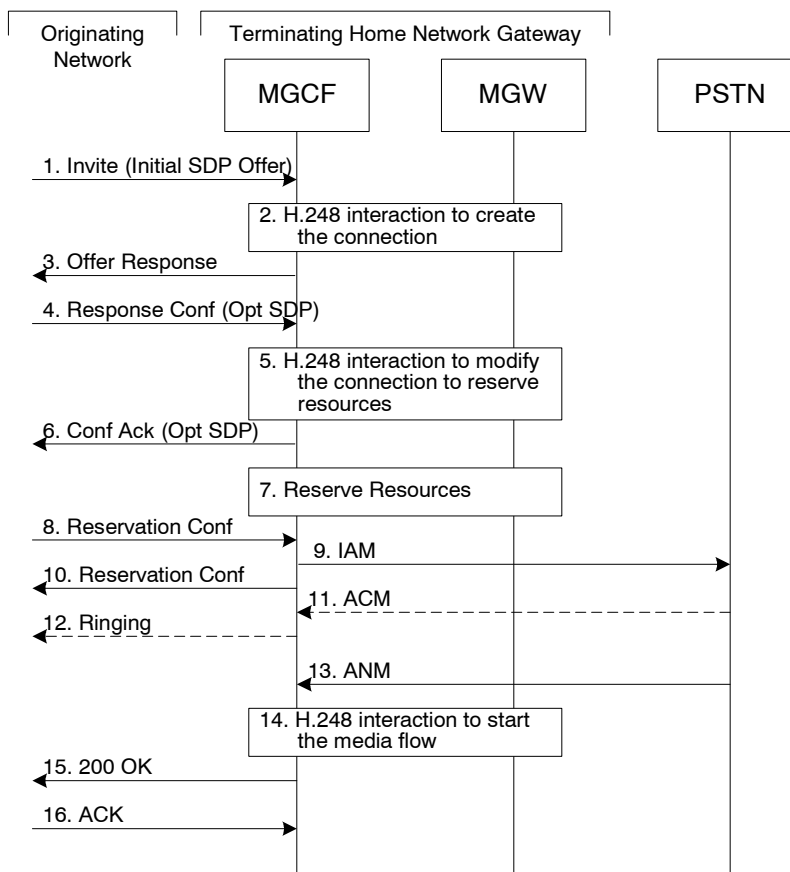 Originating
Network
Terminating Home Network Gateway
MGCF
MGW
PSTN
1. Invite (Initial SDP Offer)
2. H.248 interaction to create
the connection
3. Offer Response
4. Response Conf (Opt SDP)
5. H.248 interaction to modify
the connection to reserve
resources
6. Conf Ack (Opt SDP)
7. Reserve Resources
8. Reservation Conf
9. IAM
10. Reservation Conf
11. ACM
12. Ringing
13. ANM
14. H.248 interaction to start
the media flow
15. 200 OK
16. ACK